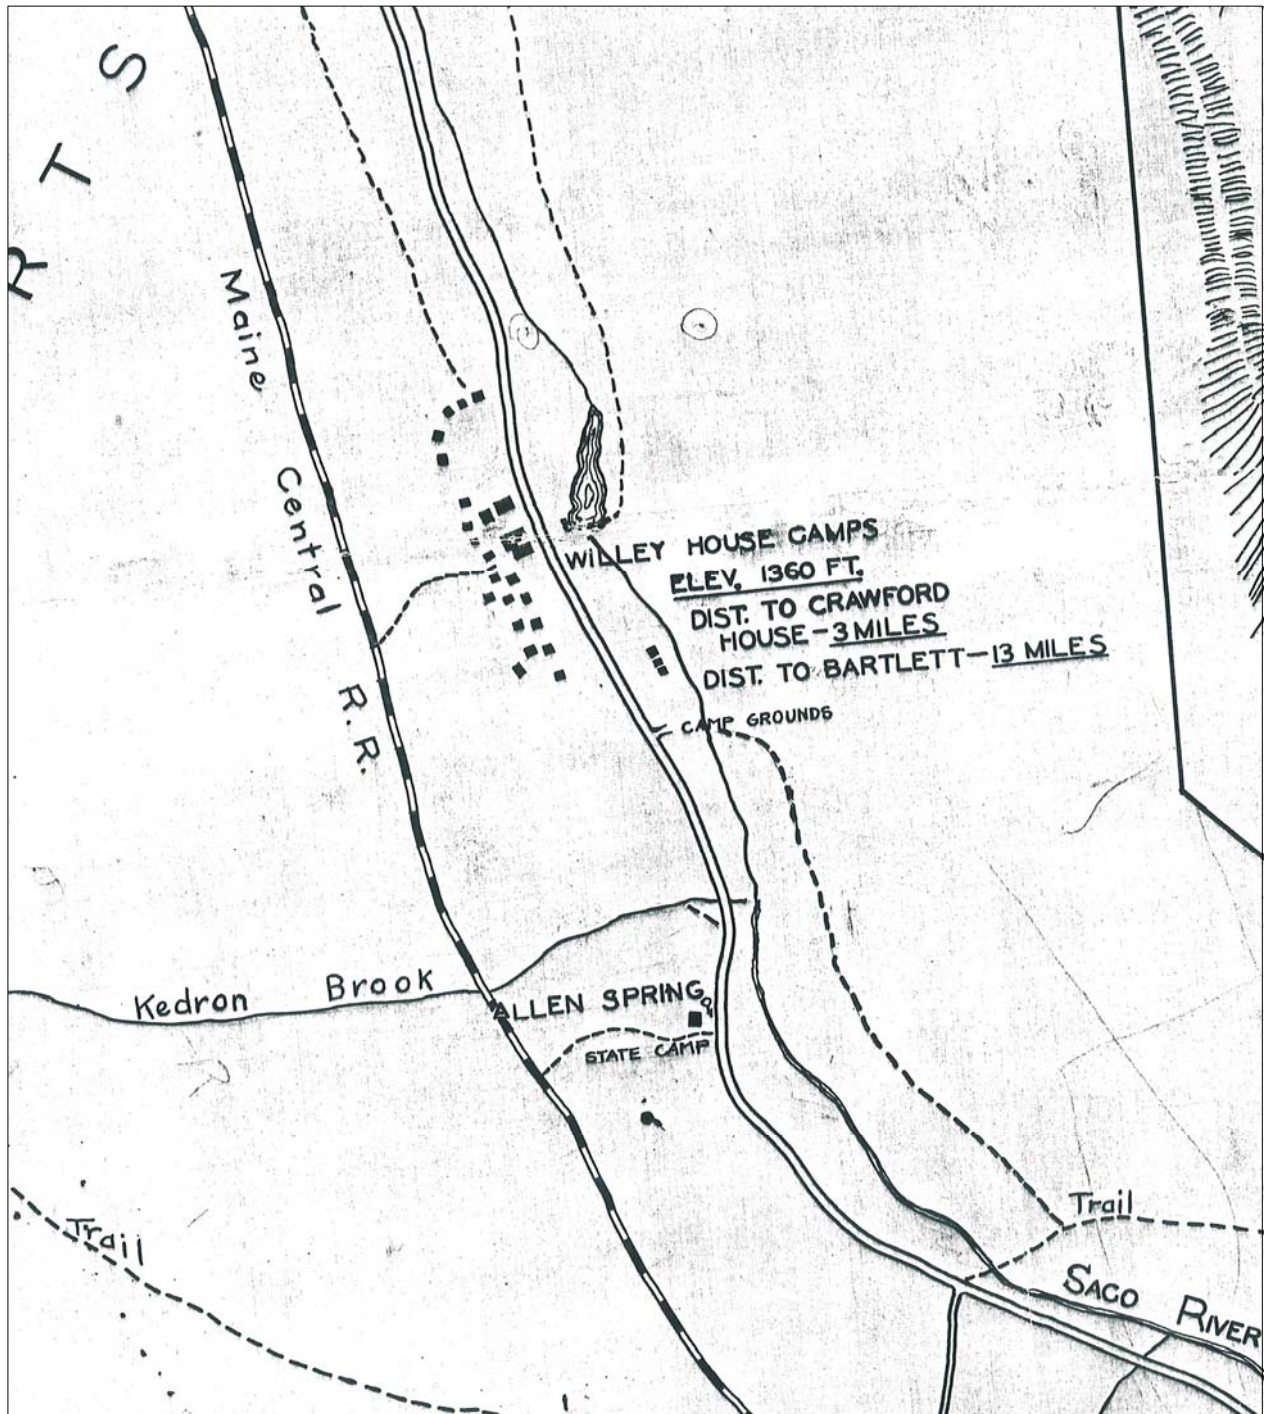 R T S
Maine Central R. R.
WILLEY HOUSE CAMPS
ELEV. 1360 FT.
DIST. TO CRAWFORD
HOUSE - 3 MILES
DIST. TO BARTLETT - 13 MILES
CAMP GROUNDS
Kedron Brook
ALLEN SPRING
STATE CAMP
Trail
Trail
SACO RIVER